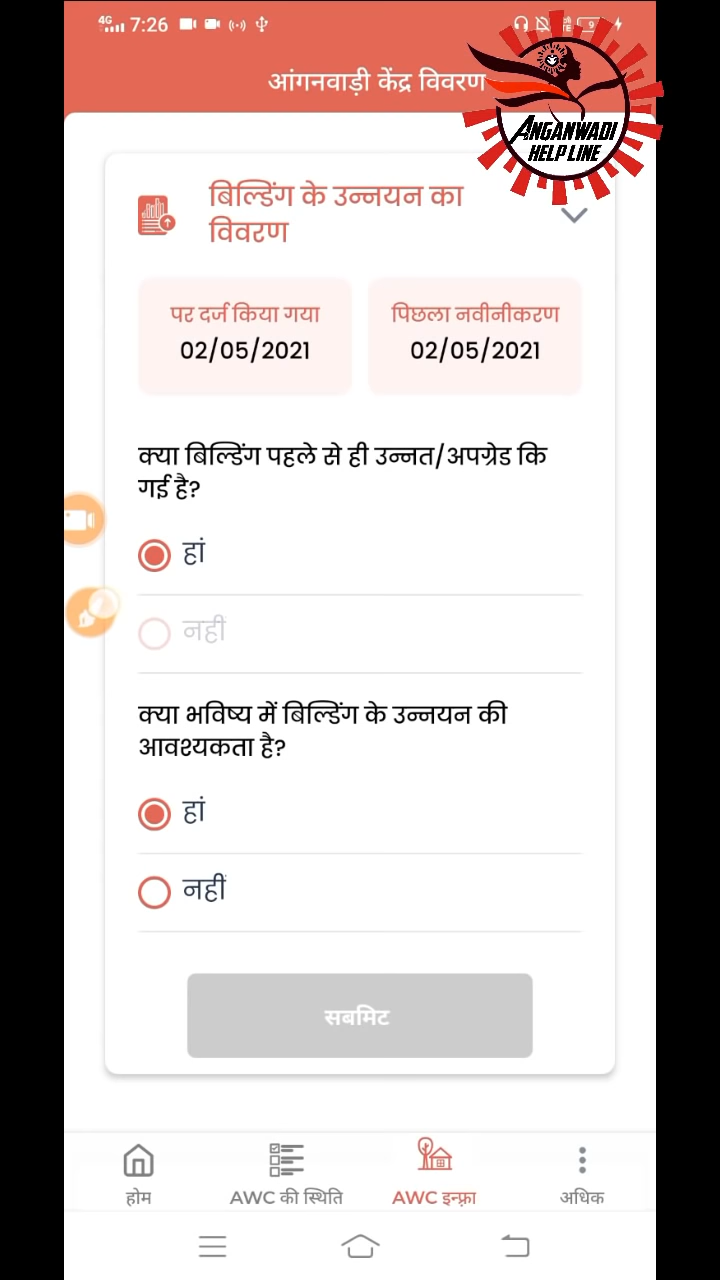 4G 7:26
9
आंगनवाड़ी केंद्र विवरण
ANGANWADI
HELP LINE
बिल्डिंग के उन्नयन का
विवरण
पर दर्ज किया गया
पिछला नवीनीकरण
02/05/2021
02/05/2021
क्या बिल्डिंग पहले से ही उन्नत/अपग्रेड कि
गई है?
हां
नहीं
क्या भविष्य में बिल्डिंग के उन्नयन की
आवश्यकता है?
हां
नहीं
सबमिट
होम
AWC की स्थिति
AWC इन्फ़्रा
अधिक